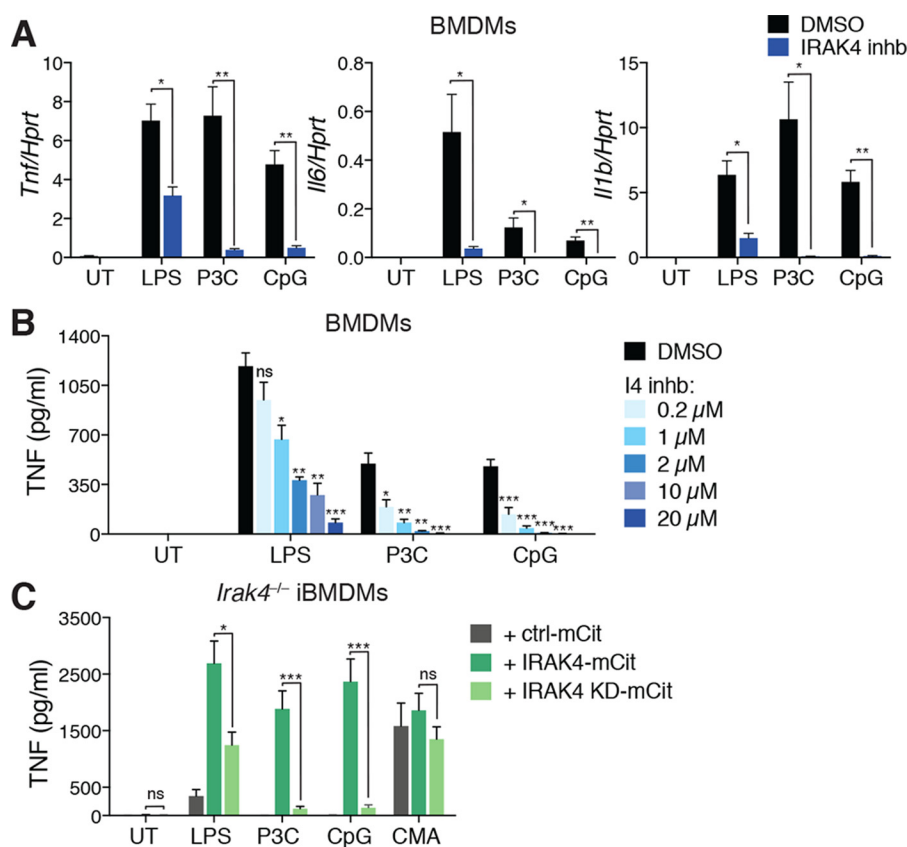 A
BMDMs
DMSO
IRAK4 inhb
Tnf/Hprt
10
8
6
4
2
0
* ** **
UT LPS P3C CpG
Il6/Hprt
0.8
0.6
0.4
0.2
0.0
* * **
UT LPS P3C CpG
Il1b/Hprt
15
10
5
0
* * **
UT LPS P3C CpG
B
BMDMs
TNF (pg/ml)
1400
1050
700
350
0
ns * ** ** ***
* ** ** ***
*** *** *** ***
UT LPS P3C CpG
DMSO
I4 inhb:
0.2 µM
1 µM
2 µM
10 µM
20 µM
C
Irak4–/– iBMDMs
TNF (pg/ml)
3500
2500
1500
500
0
ns * *** *** ns
UT LPS P3C CpG CMA
+ ctrl-mCit
+ IRAK4-mCit
+ IRAK4 KD-mCit